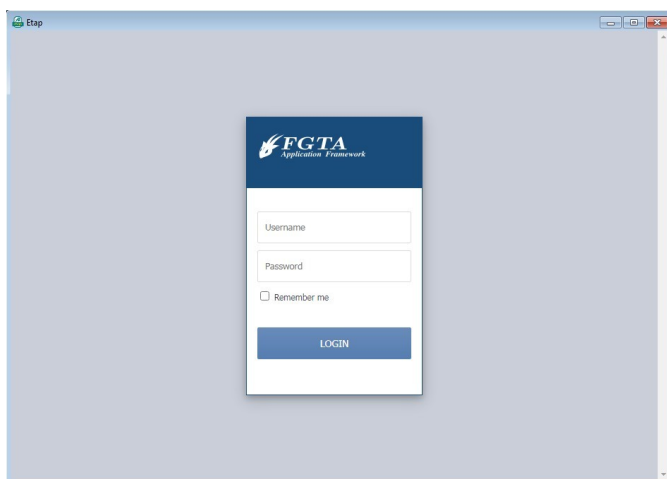 Etap
FGTA
Application Framework
Username
Password
Remember me
LOGIN